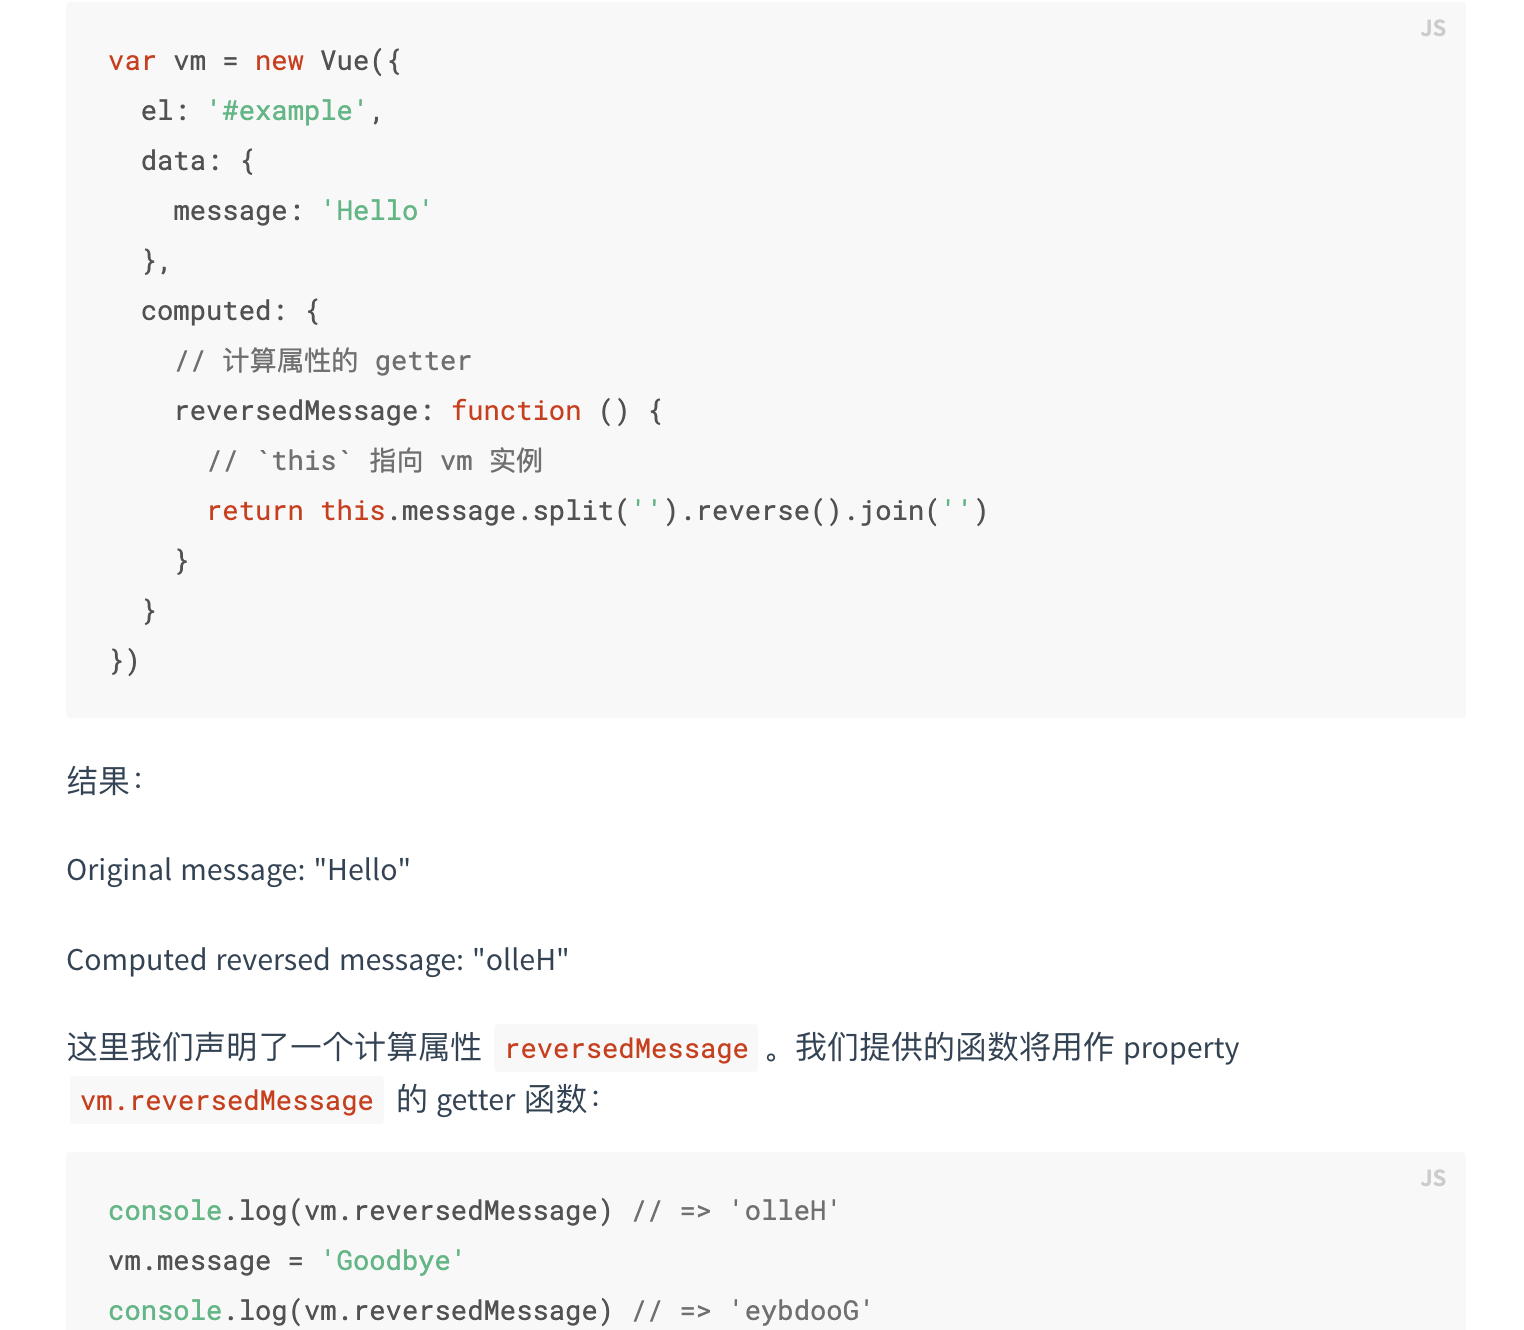 JS
var vm = new Vue({
  el: '#example',
  data: {
    message: 'Hello'
  },
  computed: {
    // 计算属性的 getter
    reversedMessage: function () {
      // `this` 指向 vm 实例
      return this.message.split('').reverse().join('')
    }
  }
})
结果：
Original message: "Hello"
Computed reversed message: "olleH"
这里我们声明了一个计算属性 reversedMessage 。我们提供的函数将用作 property
vm.reversedMessage 的 getter 函数：
JS
console.log(vm.reversedMessage) // => 'olleH'
vm.message = 'Goodbye'
console.log(vm.reversedMessage) // => 'eybdooG'